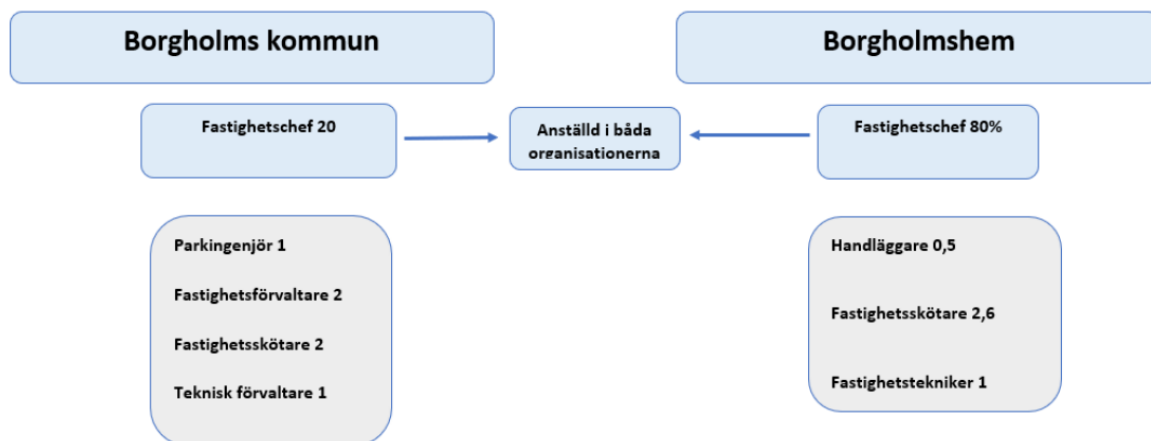 Borgholms kommun
Borgholmshem
Fastighetschef 20
Anställd i båda
organisationerna
Fastighetschef 80%
Parkingenjör 1
Fastighetsförvaltare 2
Fastighetsskötare 2
Teknisk förvaltare 1
Handläggare 0,5
Fastighetsskötare 2,6
Fastighetstekniker 1